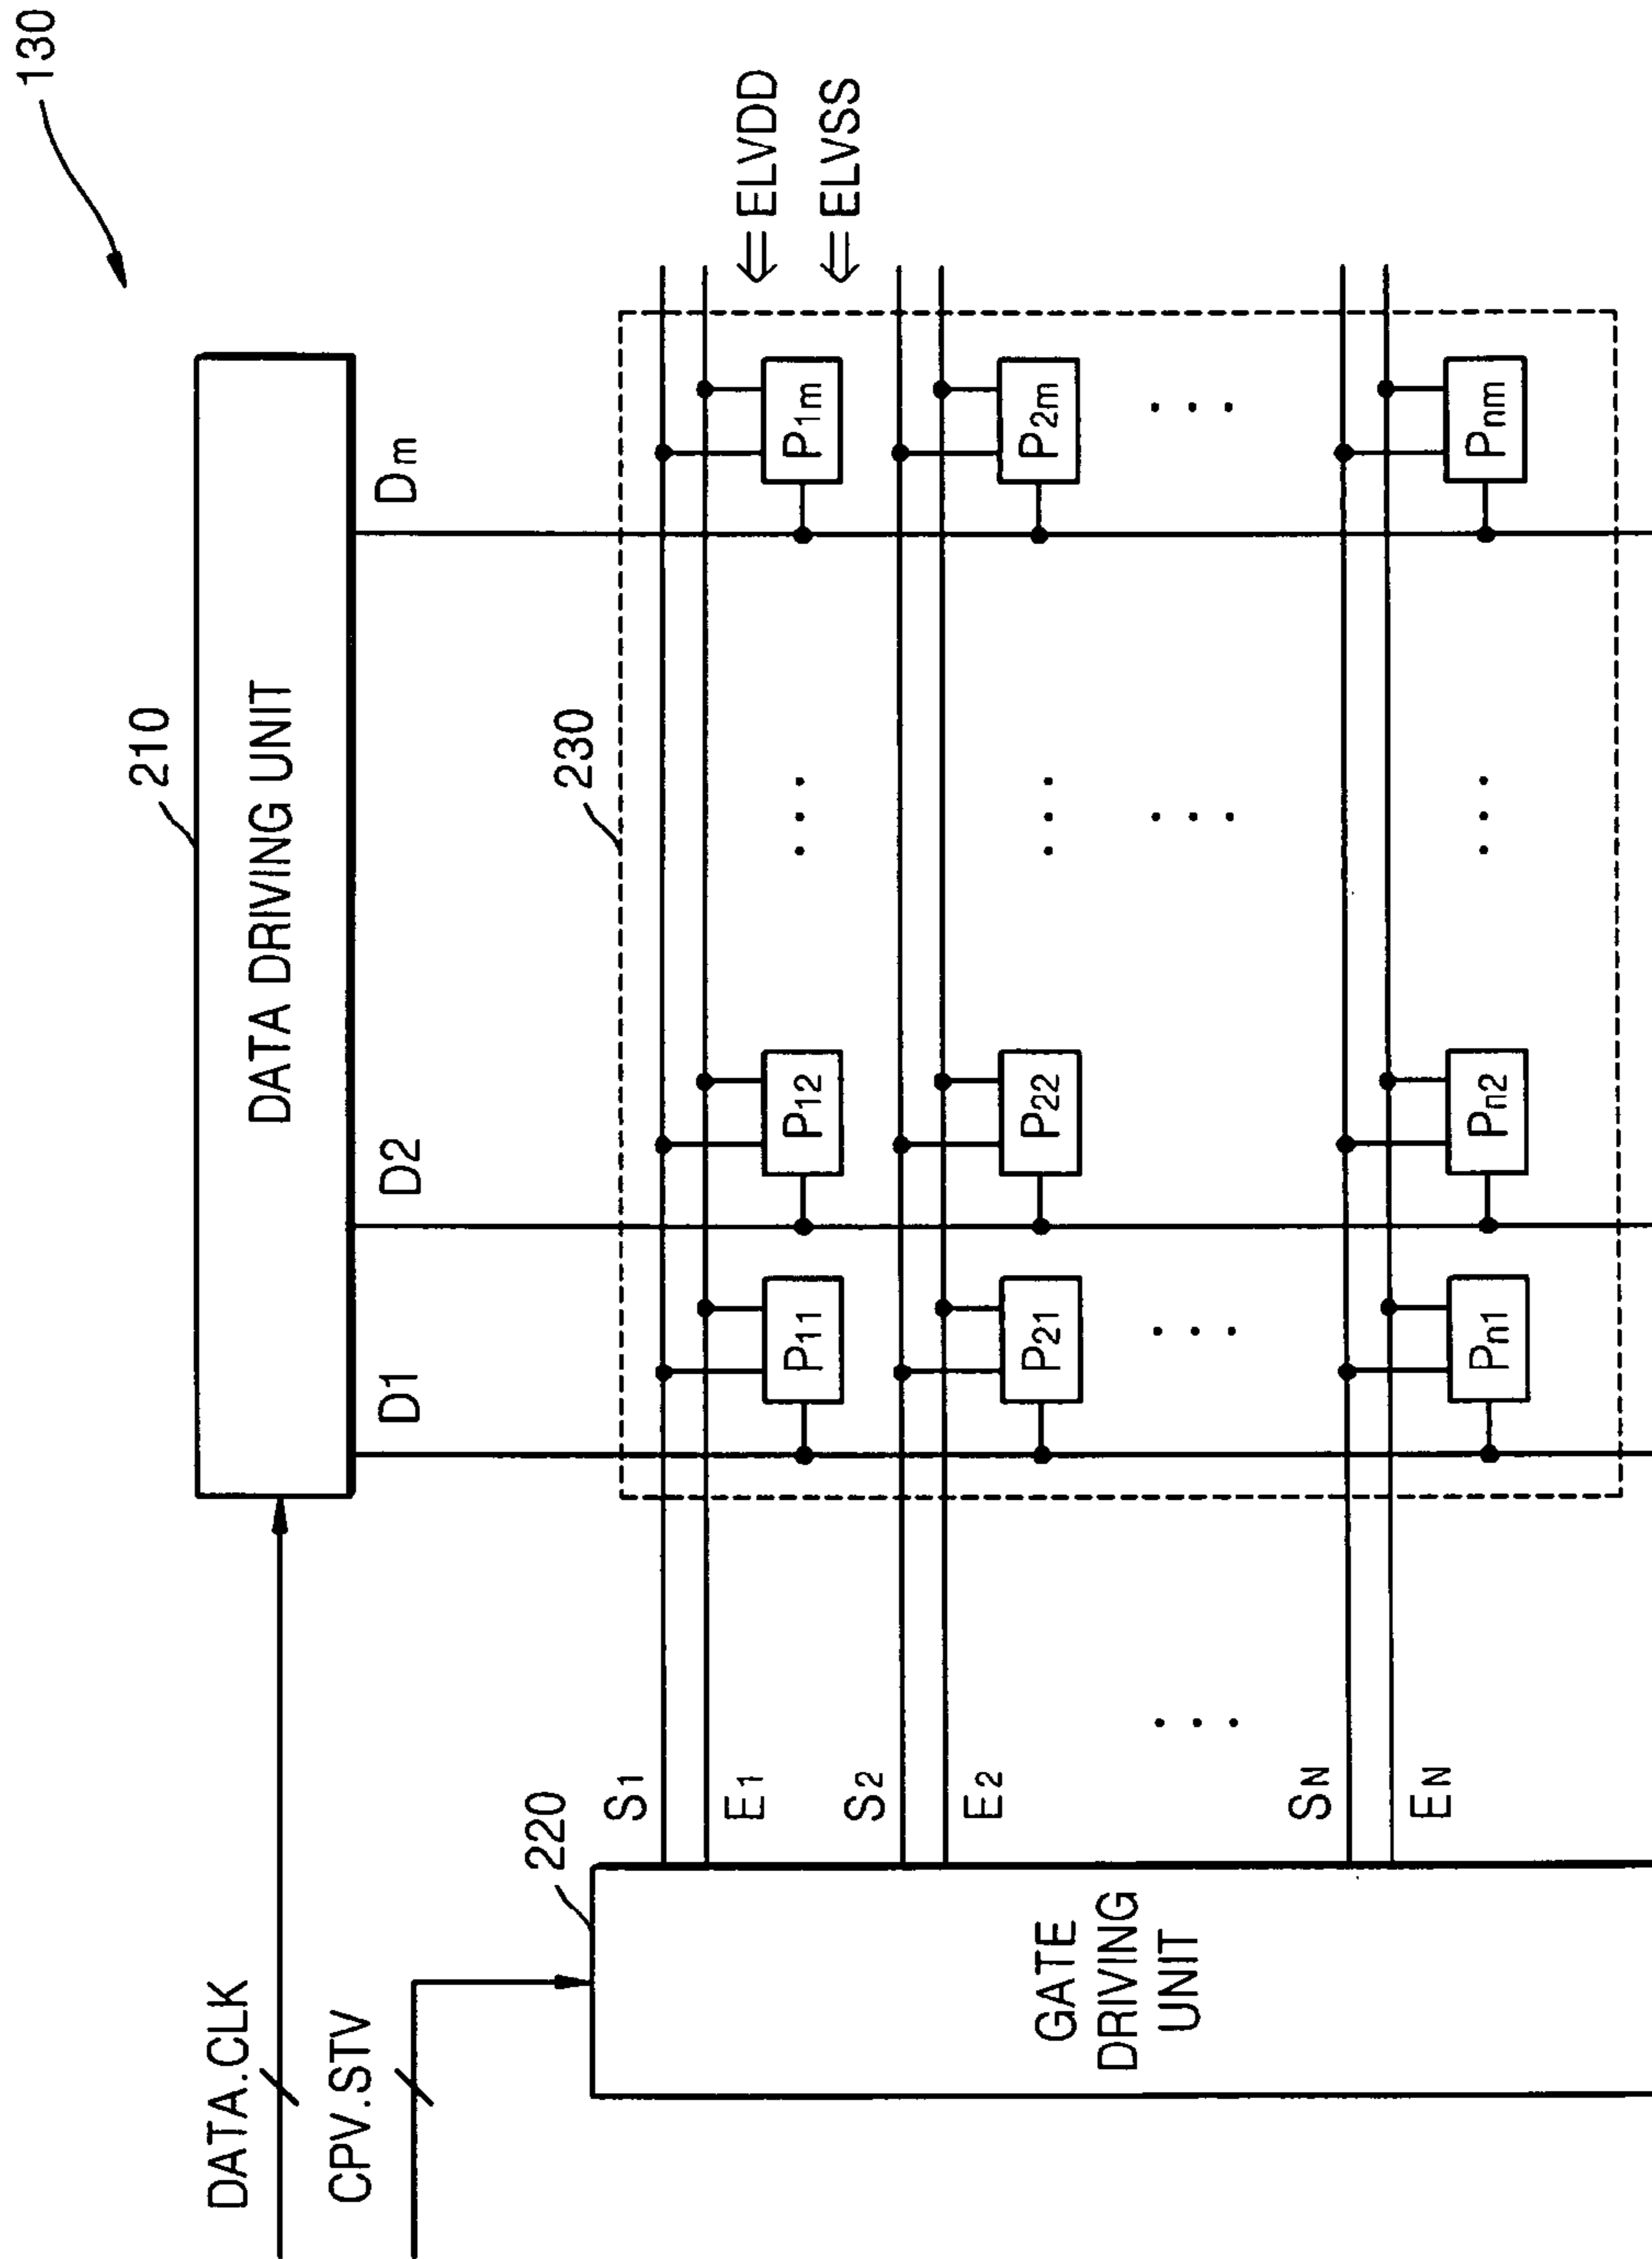 130
210
DATA DRIVING UNIT
DATA.CLK
CPV.STV
D1
D2
Dm
220
230
GATE
DRIVING
UNIT
S1
E1
S2
E2
SN
EN
ELVDD
ELVSS
P11
P12
P1m
P21
P22
P2m
Pn1
Pn2
Pnm